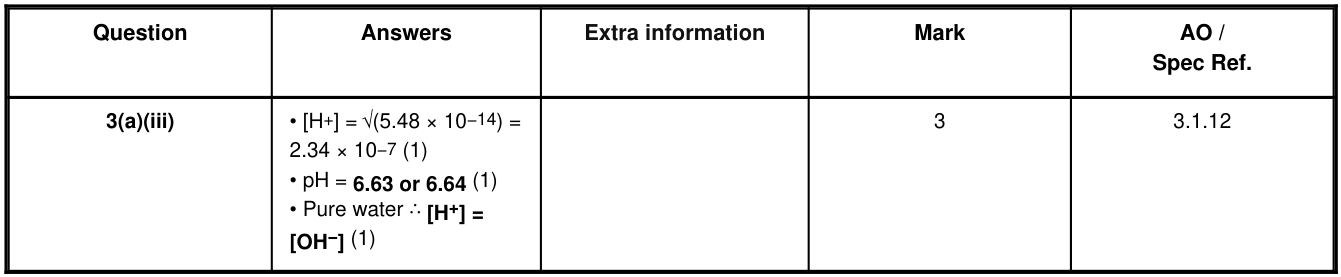 Question Answers Extra information Mark AO /
Spec Ref.
3(a)(iii) • [H+] = √(5.48 × 10–14) = 3 3.1.12
2.34 × 10–7 (1)
• pH = 6.63 or 6.64 (1)
• Pure water ∴ [H+] =
[OH–] (1)